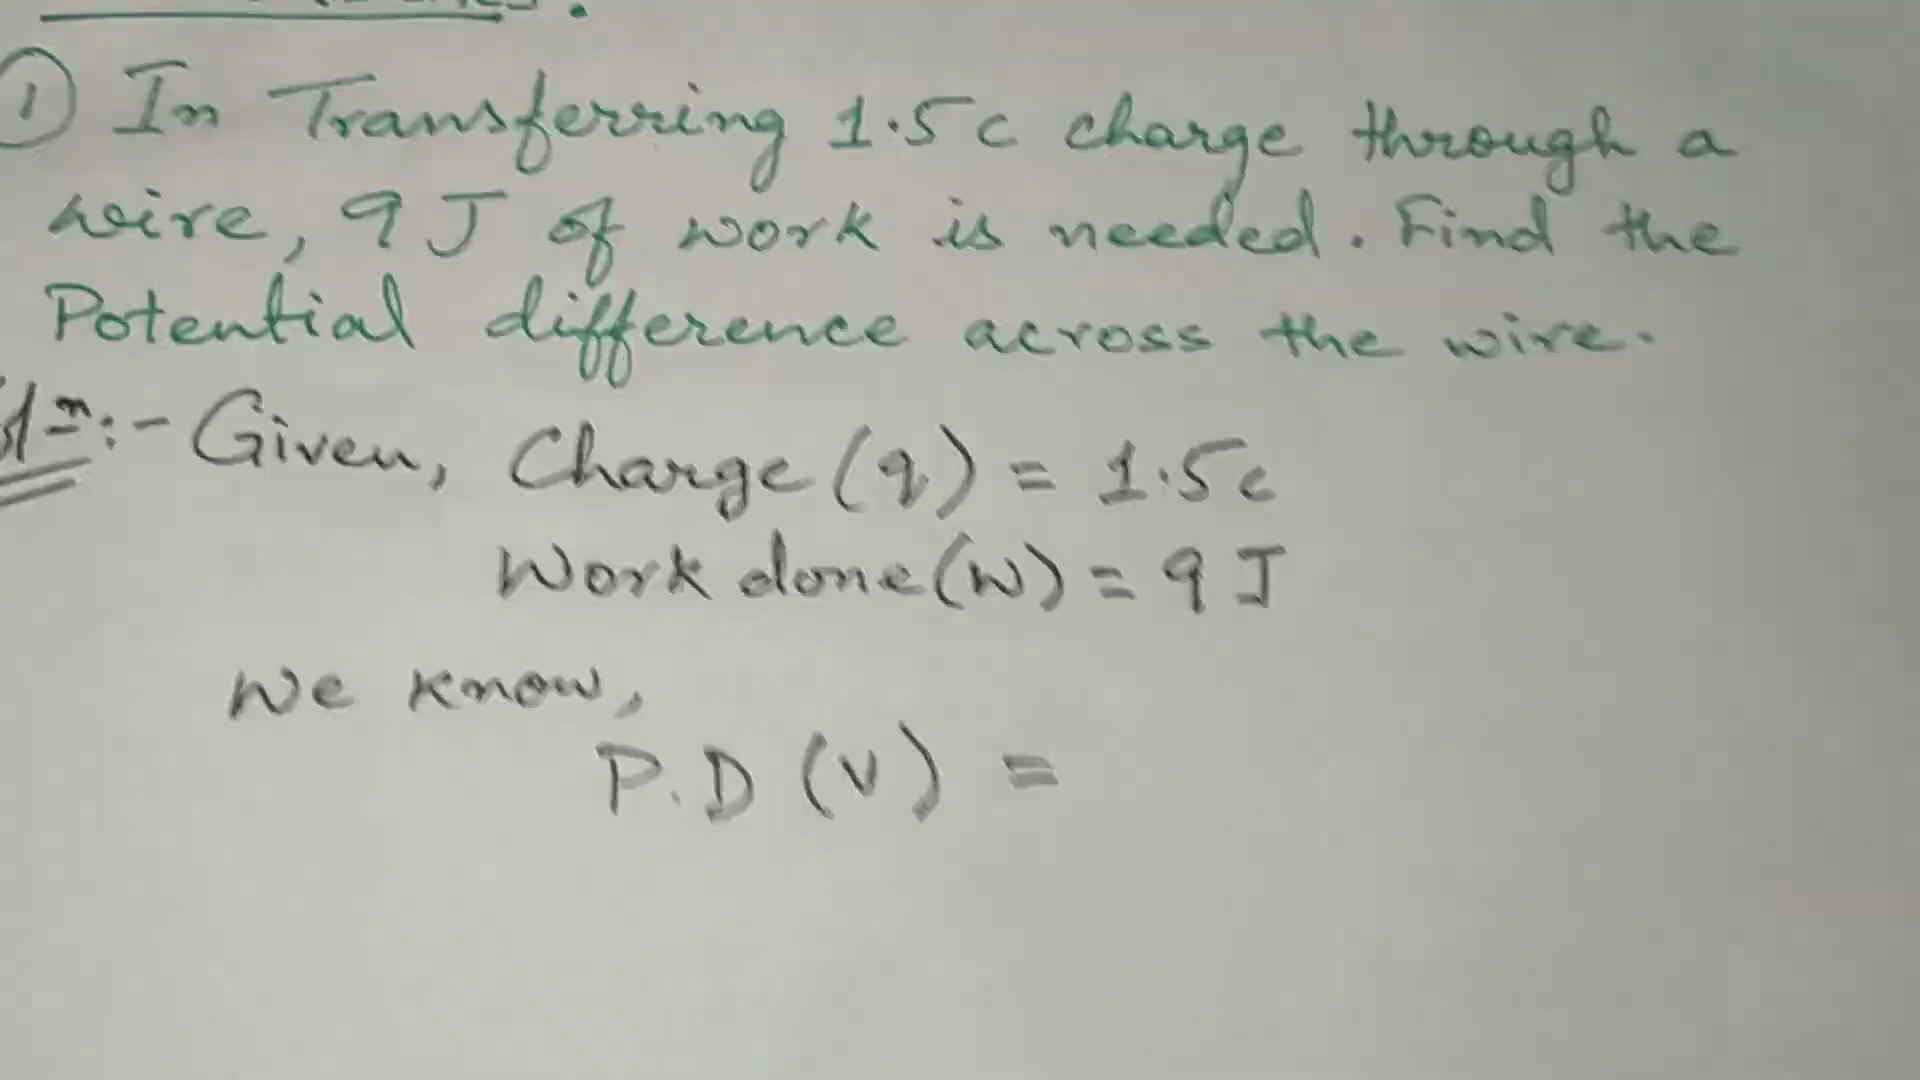 ① In Transferring 1.5c charge through a
wire, 9 J of work is needed. Find the
Potential difference across the wire.
:- Given, Charge (q) = 1.5c
Work done (W) = 9 J
We know,
P.D (V) =